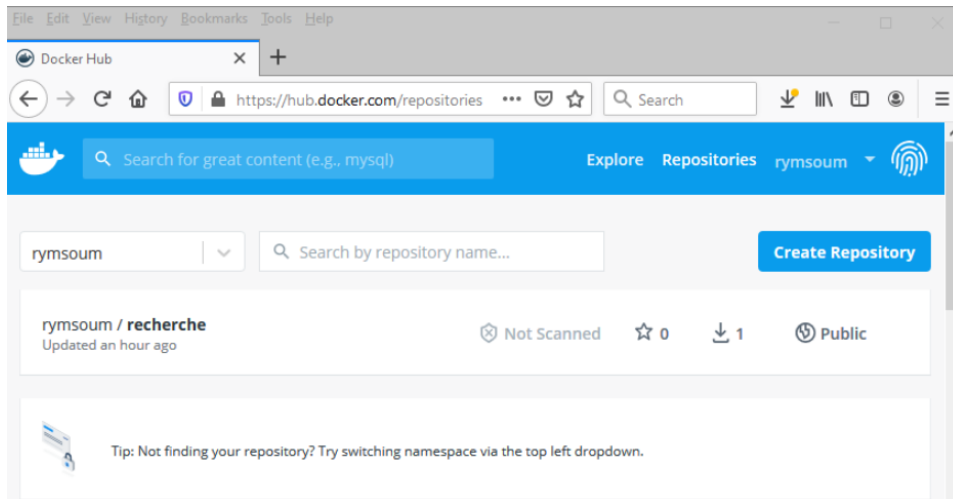 File Edit View History Bookmarks Tools Help
Docker Hub
https://hub.docker.com/repositories Search
Search for great content (e.g., mysql) Explore Repositories rymsoum
rymsoum Search by repository name... Create Repository
rymsoum / recherche Not Scanned 0 1 Public
Updated an hour ago
Tip: Not finding your repository? Try switching namespace via the top left dropdown.